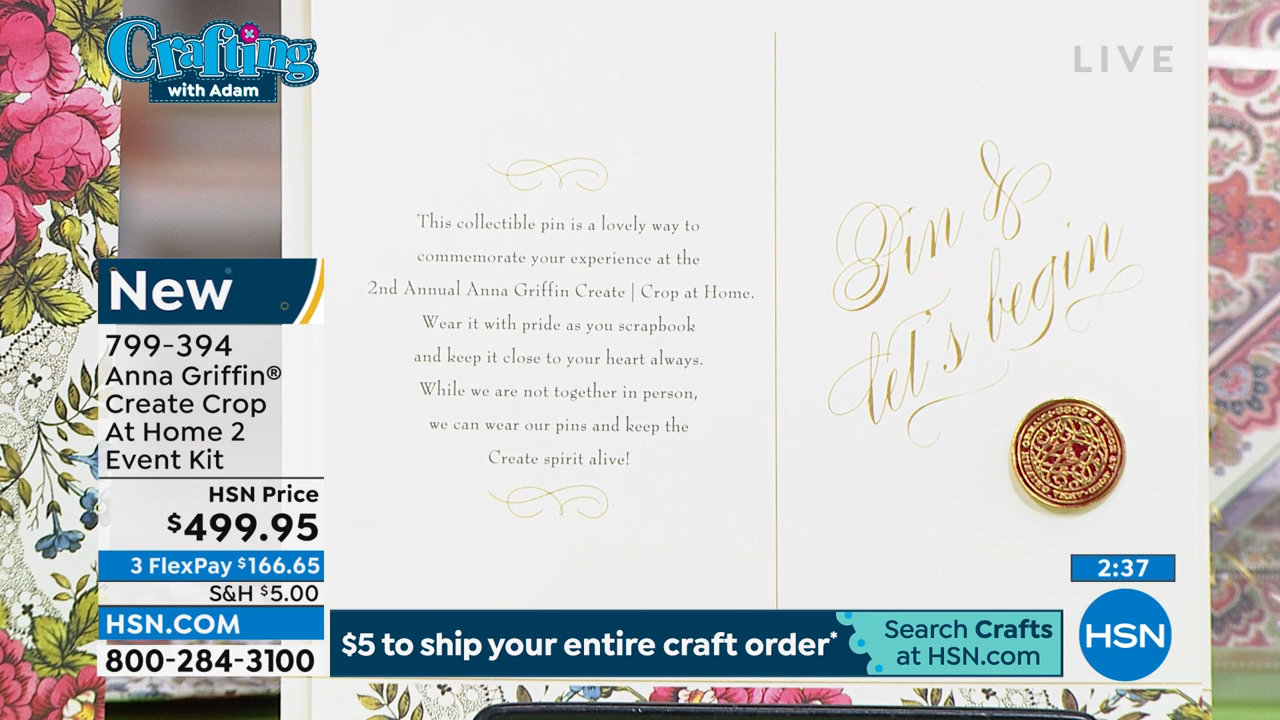 Crafting
with Adam
LIVE
This collectible pin is a lovely way to
commemorate your experience at the
2nd Annual Anna Griffin Create | Crop at Home.
Wear it with pride as you scrapbook
and keep it close to your heart always.
While we are not together in person,
we can wear our pins and keep the
Create spirit alive!
Pin &
let's begin
New
799-394
Anna Griffin®
Create Crop
At Home 2
Event Kit
HSN Price
$499.95
3 FlexPay $166.65
S&H $5.00
HSN.COM
800-284-3100
2:37
$5 to ship your entire craft order*
Search Crafts
at HSN.com
HSN